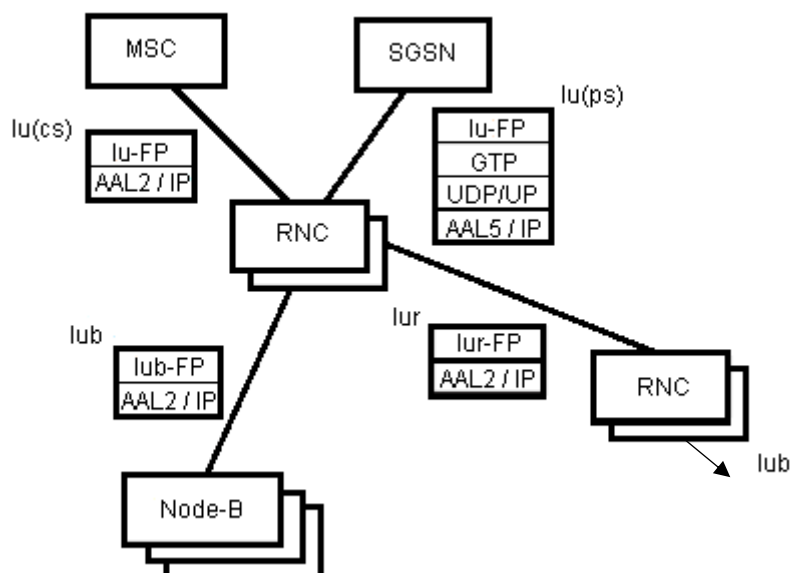 MSC
SGSN
Iu(cs)
Iu(ps)
Iu-FP
AAL2 / IP
Iu-FP
GTP
UDP/UP
AAL5 / IP
RNC
Iub
Iub-FP
AAL2 / IP
Iur
Iur-FP
AAL2 / IP
RNC
Iub
Node-B